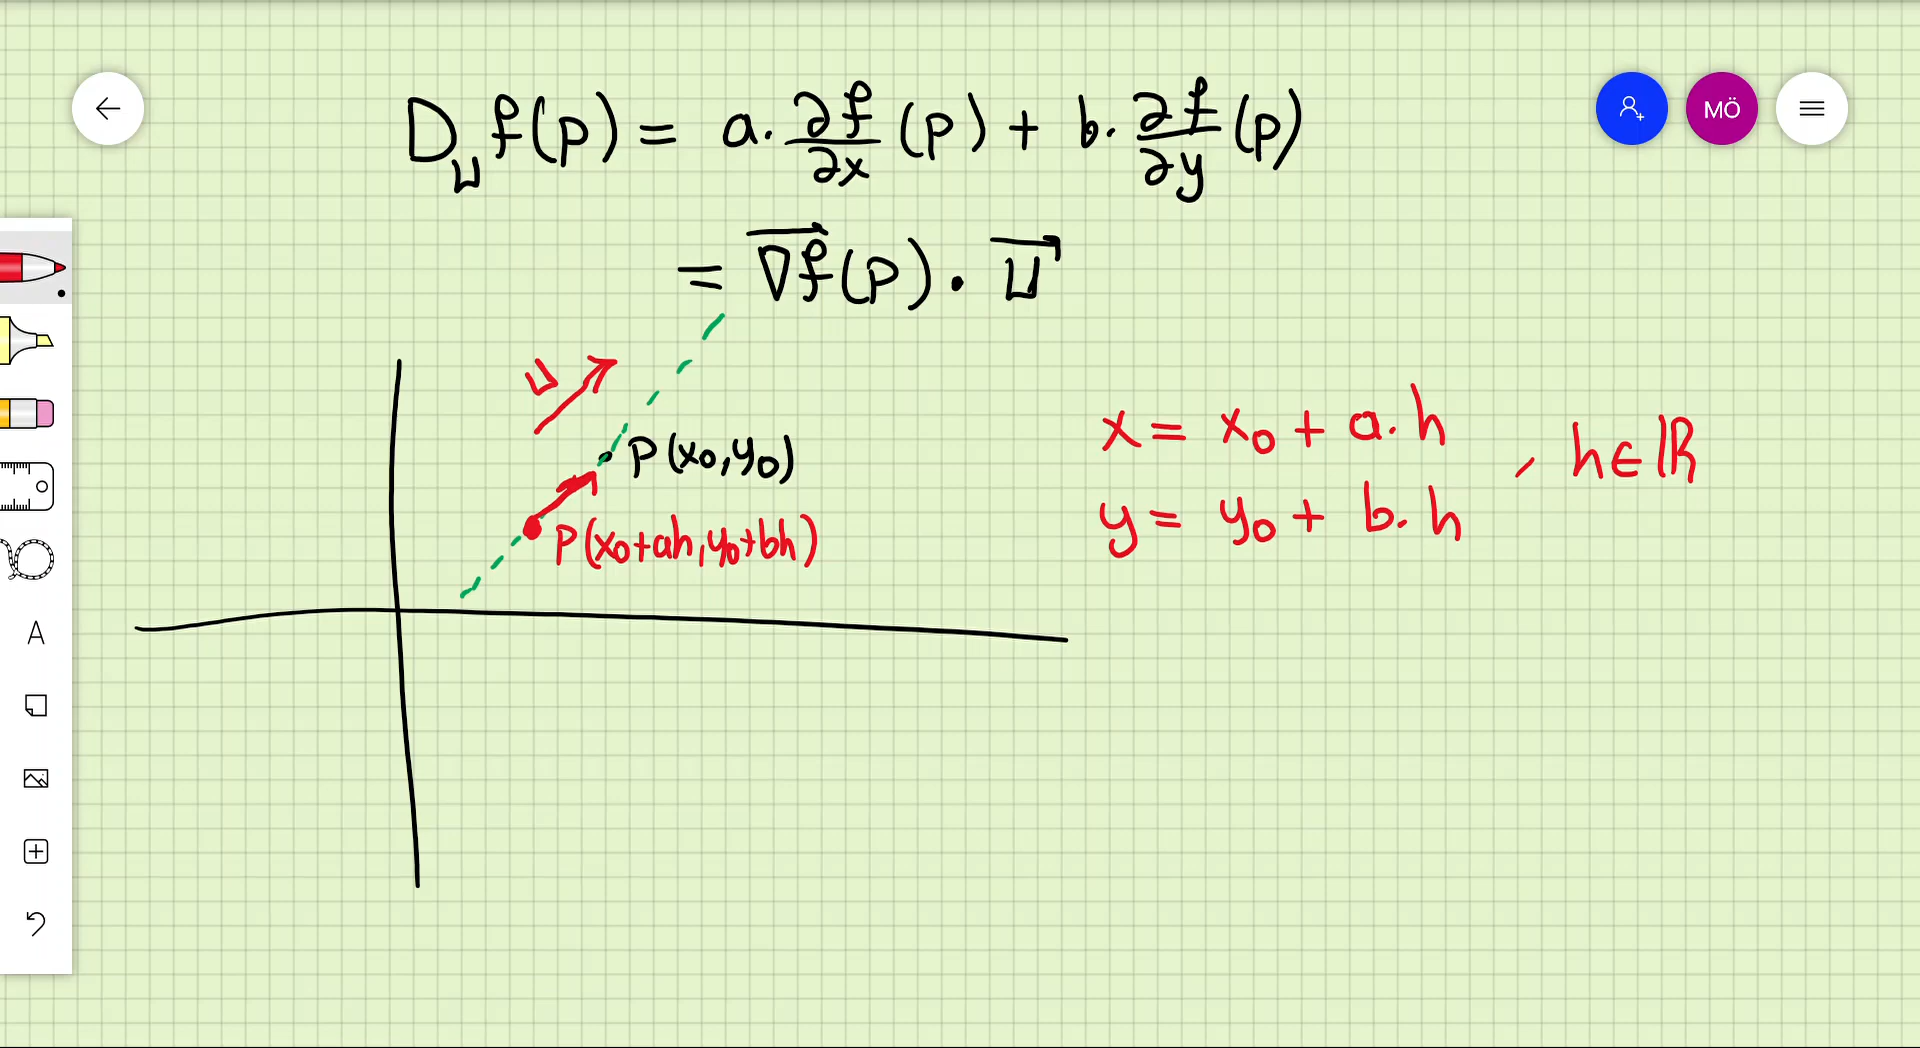 D_u f(p) = a. ∂f/∂x (p) + b. ∂f/∂y (p)
MÖ
= ∇f(p) . u
u
P(x₀,y₀)
P(x₀+ah,y₀+bh)
x = x₀ + a.h
y = y₀ + b.h
, h∈ℝ
A